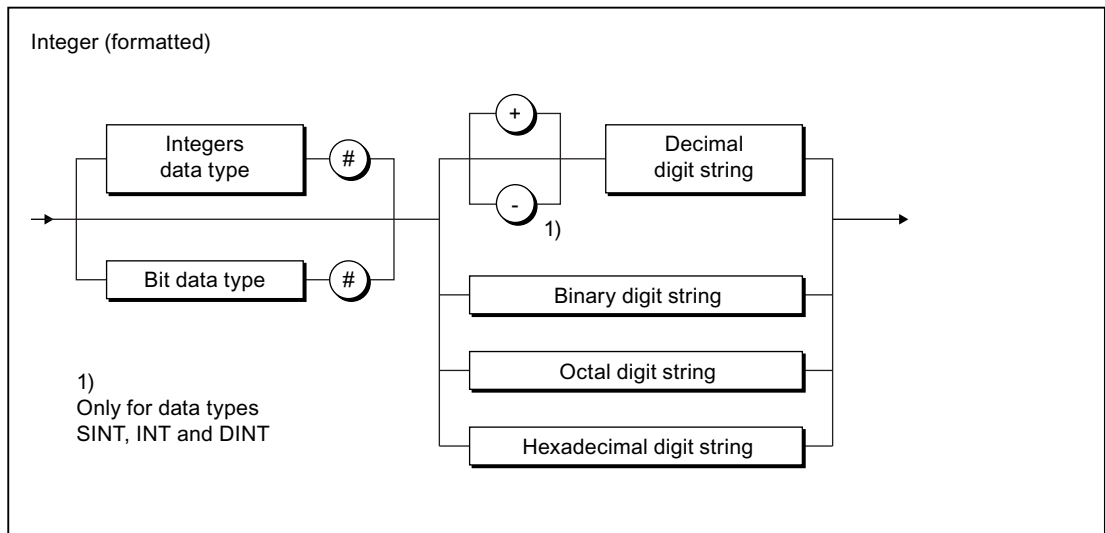 Integer (formatted)
+
Integers
data type
#
Decimal
digit string
-
1)
Bit data type
#
Binary digit string
Octal digit string
1)
Only for data types
SINT, INT and DINT
Hexadecimal digit string